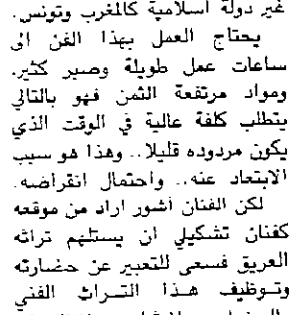 غير دولة اسلامية كالمغرب وتونس.
يحتاج العمل بهذا الفن الى
ساعات عمل طويلة وصبر كثير.
ومواد مرتفعة الثمن فهو بالتالي
يتطلب كلفة عالية في الوقت الذي
يكون مردوده قليلا.. وهذا هو سبب
الابتعاد عنه.. واحتمال انقراضه.
لكن الفنان آشور اراد من موقعه
كفنان تشكيلي ان يستلهم تراثه
العريق فسعى للتعبير عن حضارته
وتوظيف هذا التراث الفني